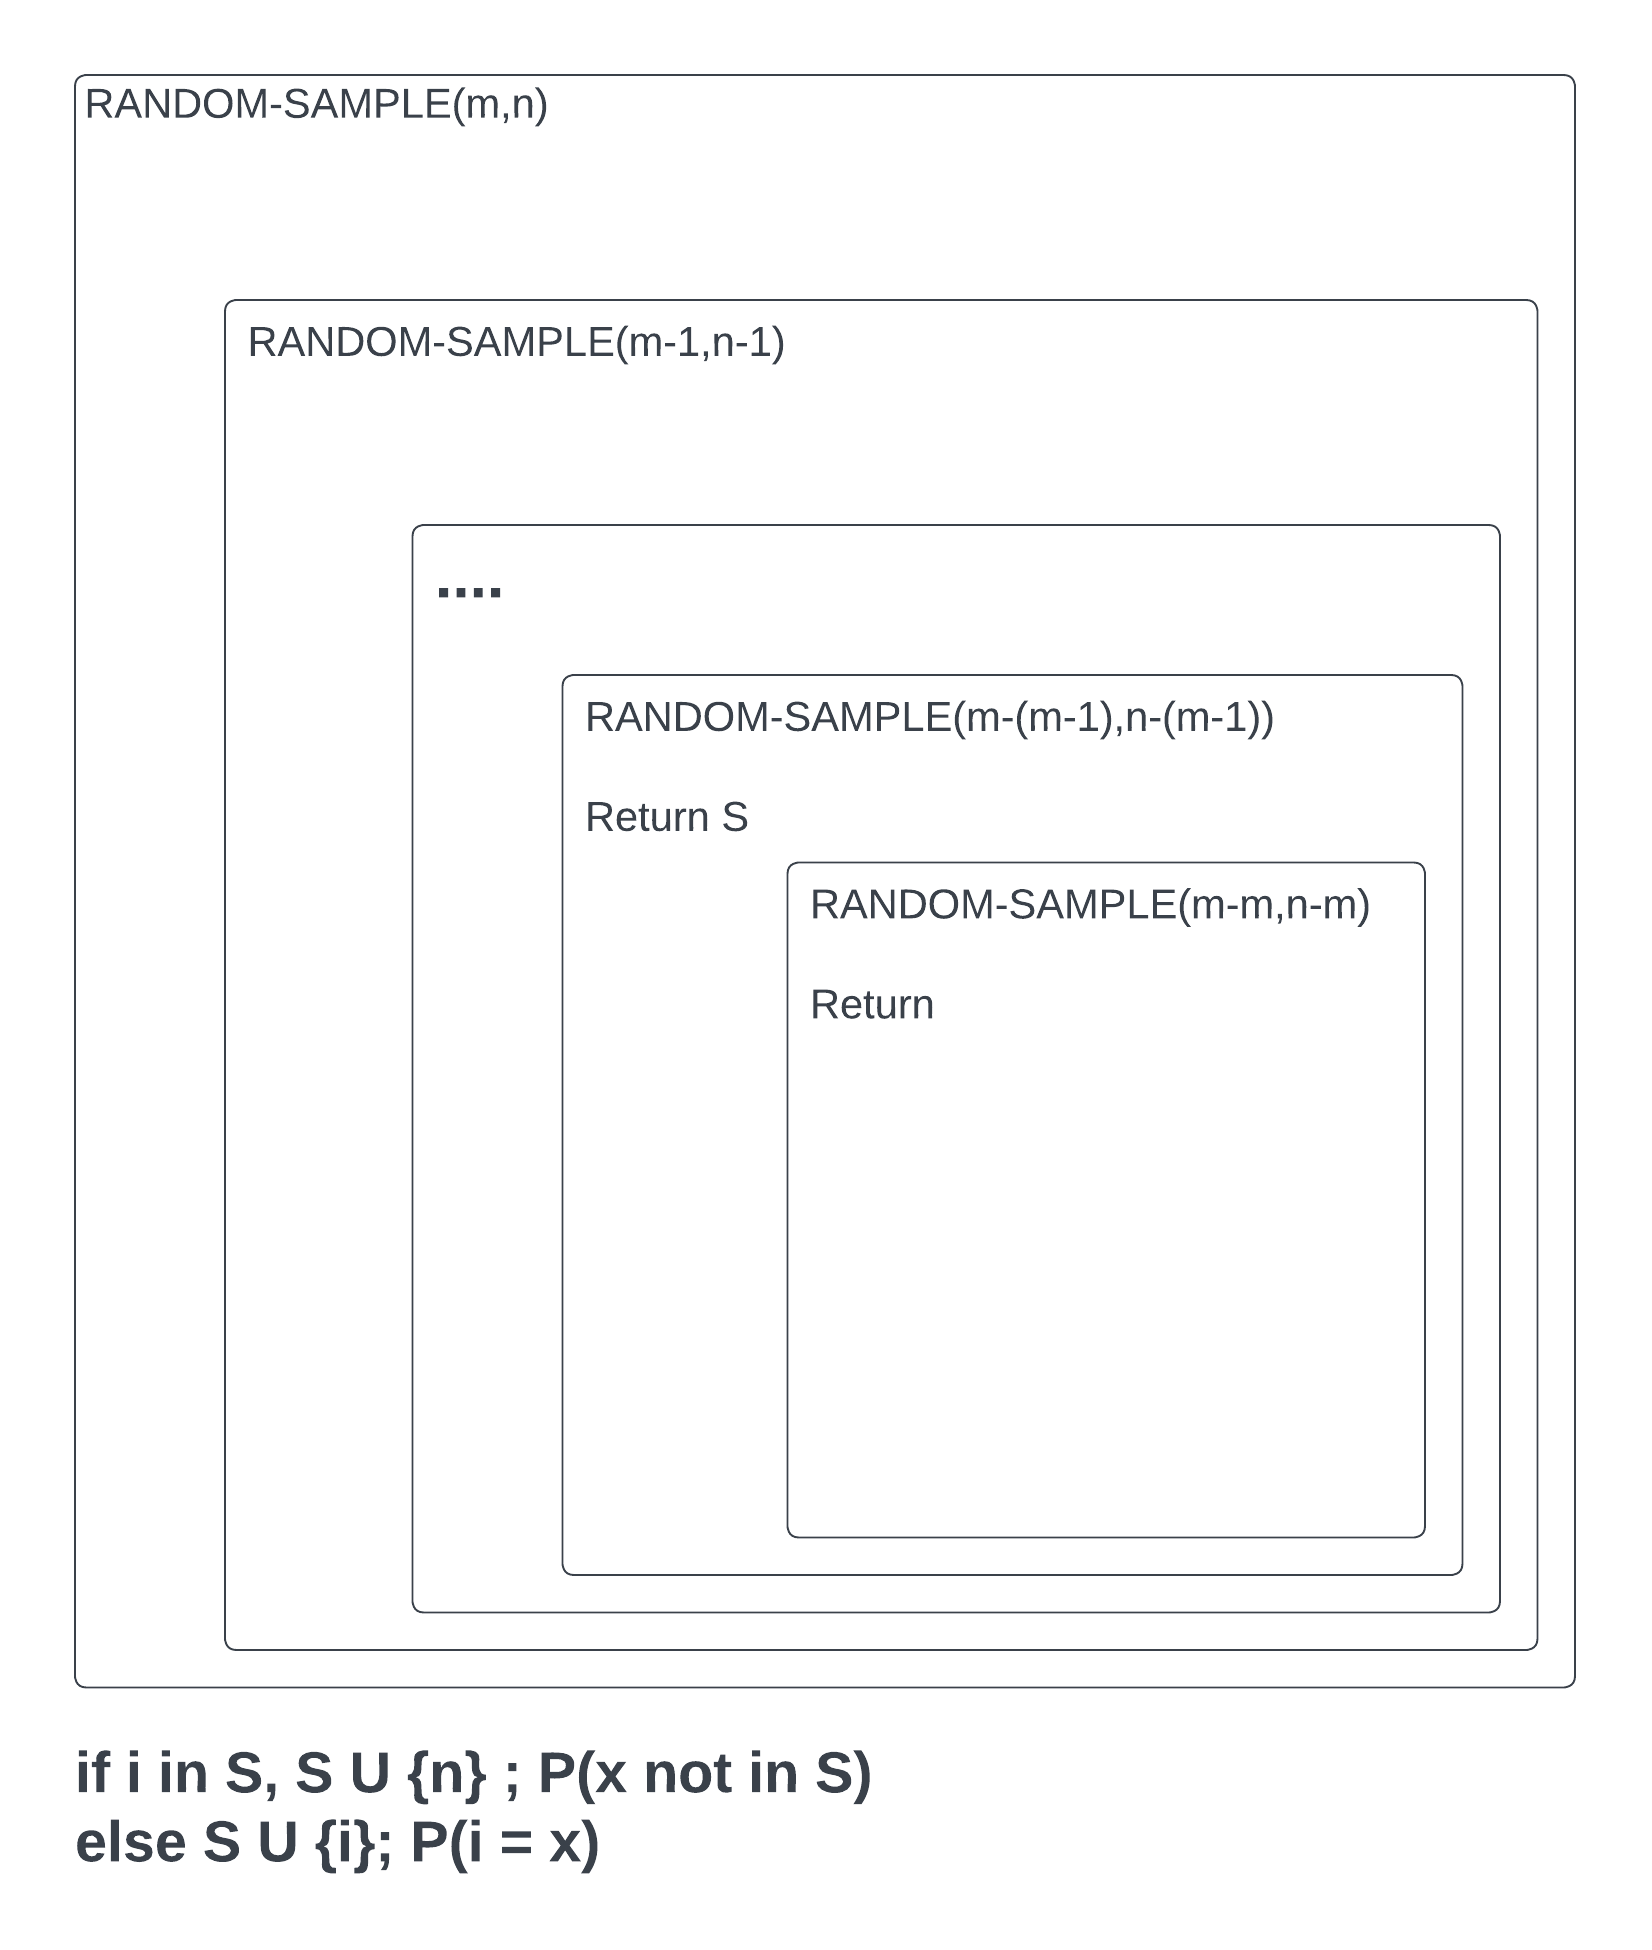 RANDOM-SAMPLE(m,n)
RANDOM-SAMPLE(m-1,n-1)
....
RANDOM-SAMPLE(m-(m-1),n-(m-1))
Return S
RANDOM-SAMPLE(m-m,n-m)
Return
if i in S, S U {n} ; P(x not in S)
else S U {i}; P(i = x)